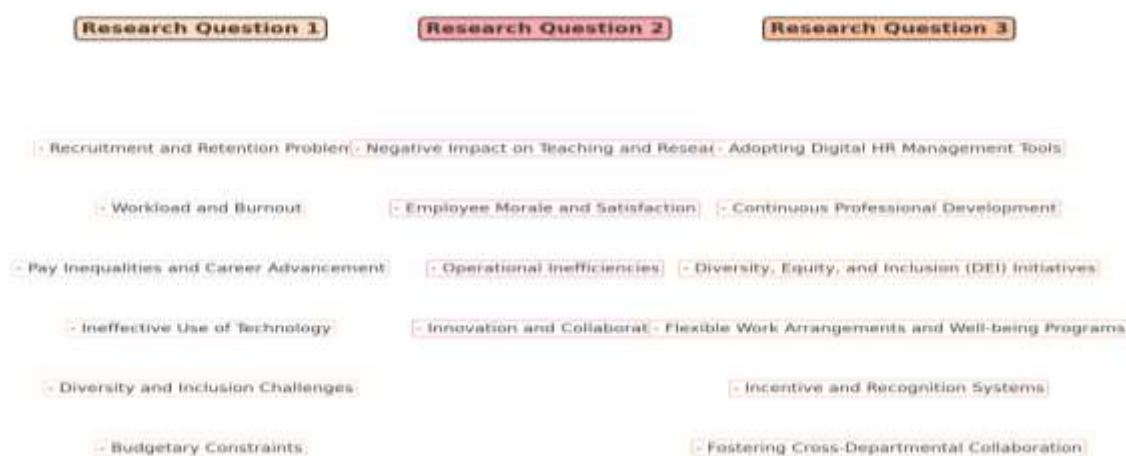 Research Question 1
Research Question 2
Research Question 3
- Recruitment and Retention Problem
- Negative Impact on Teaching and Resear
- Adopting Digital HR Management Tools
- Workload and Burnout
- Employee Morale and Satisfaction
- Continuous Professional Development
- Pay Inequalities and Career Advancement
- Operational Inefficiencies
- Diversity, Equity, and Inclusion (DEI) Initiatives
- Ineffective Use of Technology
- Innovation and Collaborat
- Flexible Work Arrangements and Well-being Programs
- Diversity and Inclusion Challenges
- Incentive and Recognition Systems
- Budgetary Constraints
- Fostering Cross-Departmental Collaboration